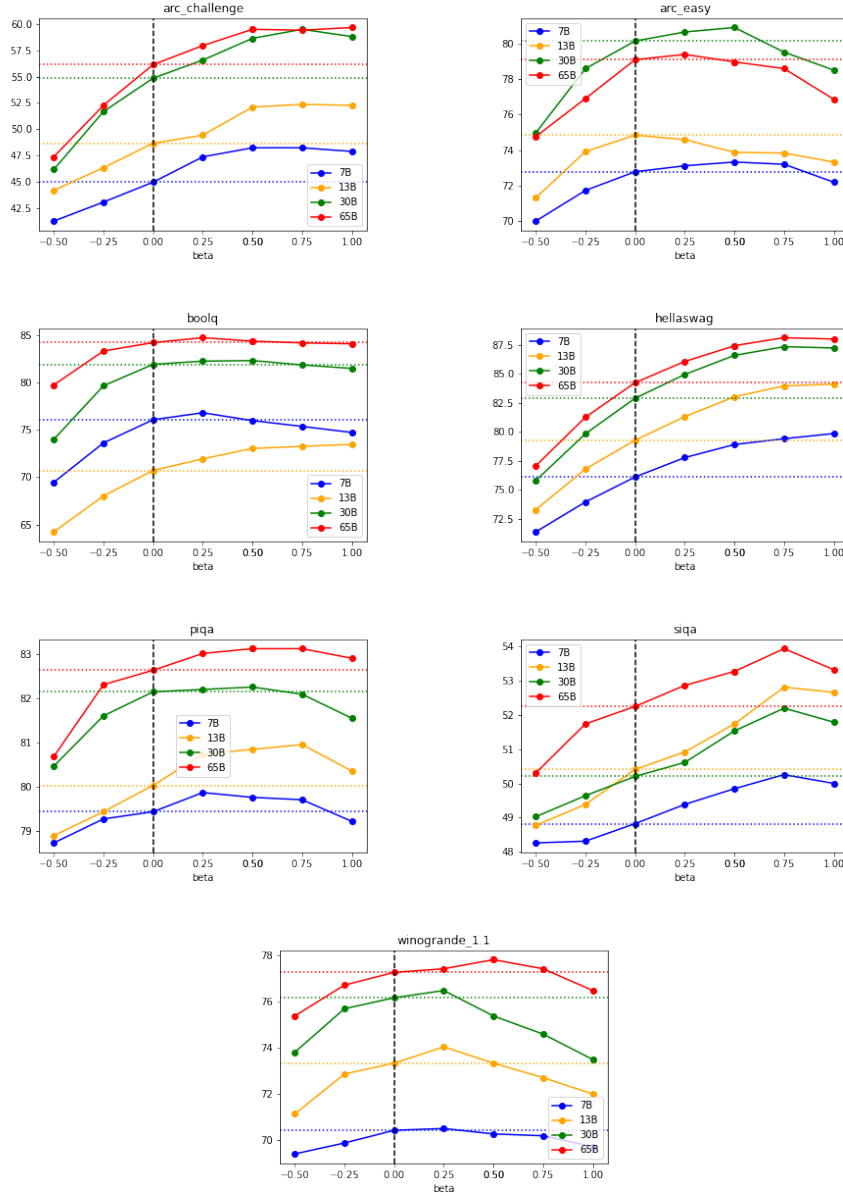 arc_challenge
60.0
57.5
55.0
52.5
50.0
47.5
45.0
42.5
7B
13B
30B
65B
−0.50 −0.25 0.00 0.25 0.50 0.75 1.00
beta
arc_easy
80
78
76
74
72
70
7B
13B
30B
65B
−0.50 −0.25 0.00 0.25 0.50 0.75 1.00
beta
boolq
85
80
75
70
65
7B
13B
30B
65B
−0.50 −0.25 0.00 0.25 0.50 0.75 1.00
beta
hellaswag
87.5
85.0
82.5
80.0
77.5
75.0
72.5
7B
13B
30B
65B
−0.50 −0.25 0.00 0.25 0.50 0.75 1.00
beta
piqa
83
82
81
80
79
7B
13B
30B
65B
−0.50 −0.25 0.00 0.25 0.50 0.75 1.00
beta
siqa
54
53
52
51
50
49
48
7B
13B
30B
65B
−0.50 −0.25 0.00 0.25 0.50 0.75 1.00
beta
winogrande_1.1
78
76
74
72
70
7B
13B
30B
65B
−0.50 −0.25 0.00 0.25 0.50 0.75 1.00
beta